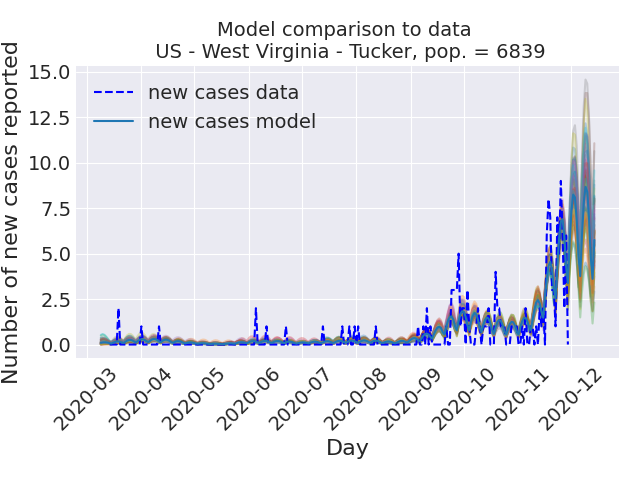 Model comparison to data
US - West Virginia - Tucker, pop. = 6839
new cases data
new cases model
Number of new cases reported
15.0
12.5
10.0
7.5
5.0
2.5
0.0
2020-03
2020-04
2020-05
2020-06
2020-07
2020-08
2020-09
2020-10
2020-11
2020-12
Day